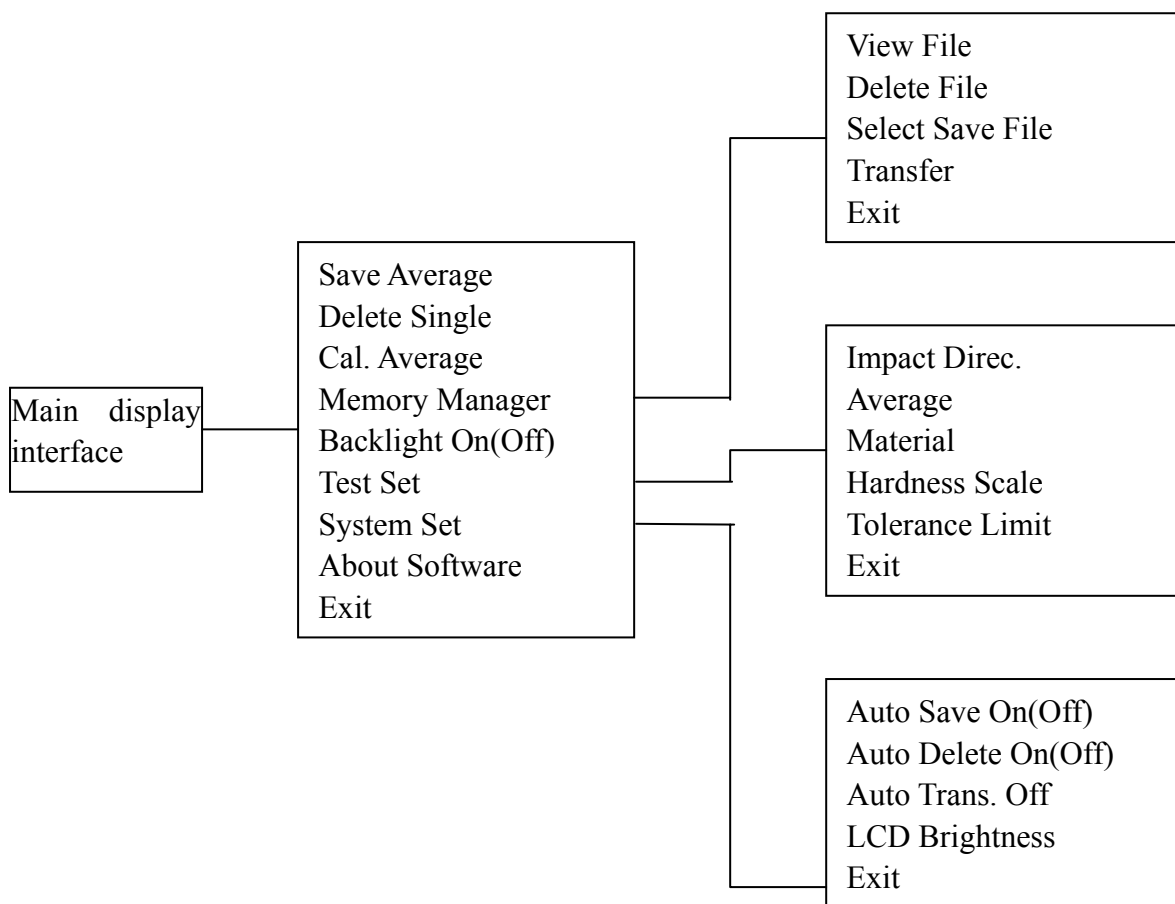 Main display
interface
Save Average
Delete Single
Cal. Average
Memory Manager
Backlight On(Off)
Test Set
System Set
About Software
Exit
View File
Delete File
Select Save File
Transfer
Exit
Impact Direc.
Average
Material
Hardness Scale
Tolerance Limit
Exit
Auto Save On(Off)
Auto Delete On(Off)
Auto Trans. Off
LCD Brightness
Exit